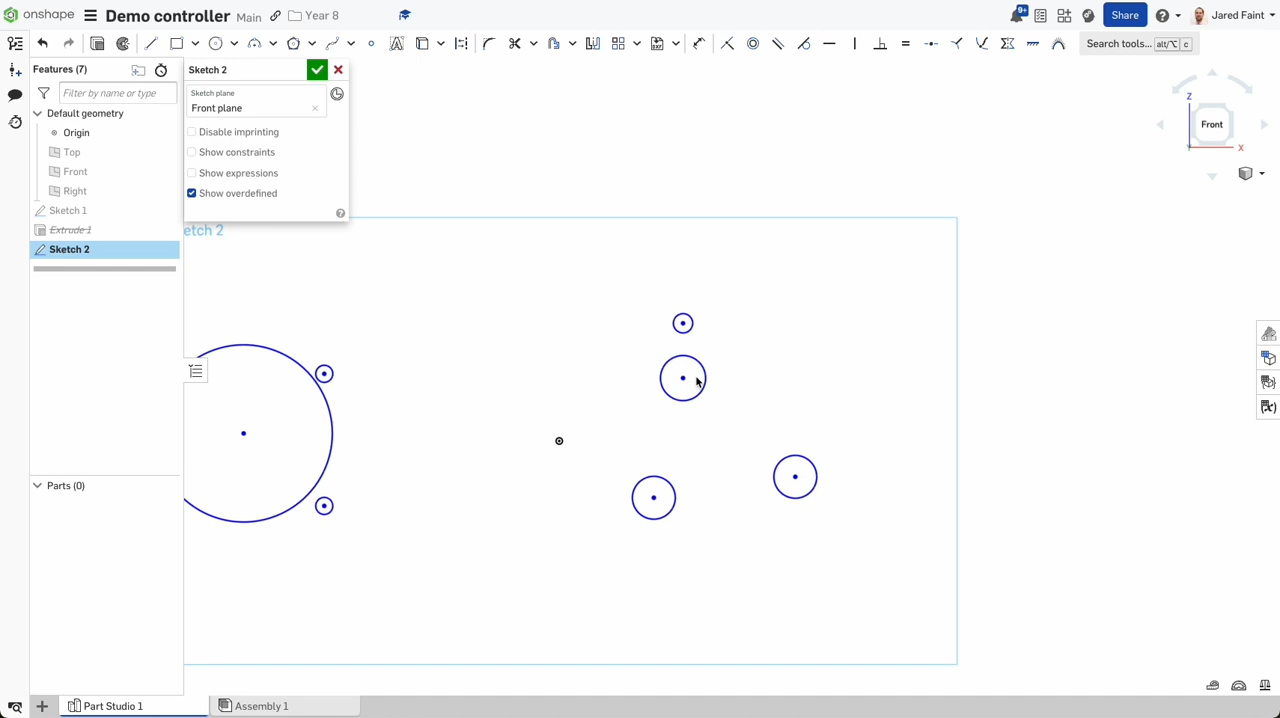 onshape Demo controller Main Year 8 9+ Share Jared Faint
Search tools... alt/⌥ c
Features (7)
Filter by name or type
Default geometry
Origin
Top
Front
Right
Sketch 1
Extrude 1
Sketch 2
Parts (0)
Sketch 2
Sketch plane
Front plane
Disable imprinting
Show constraints
Show expressions
Show overdefined
etch 2
Z
Front
X
Part Studio 1
Assembly 1